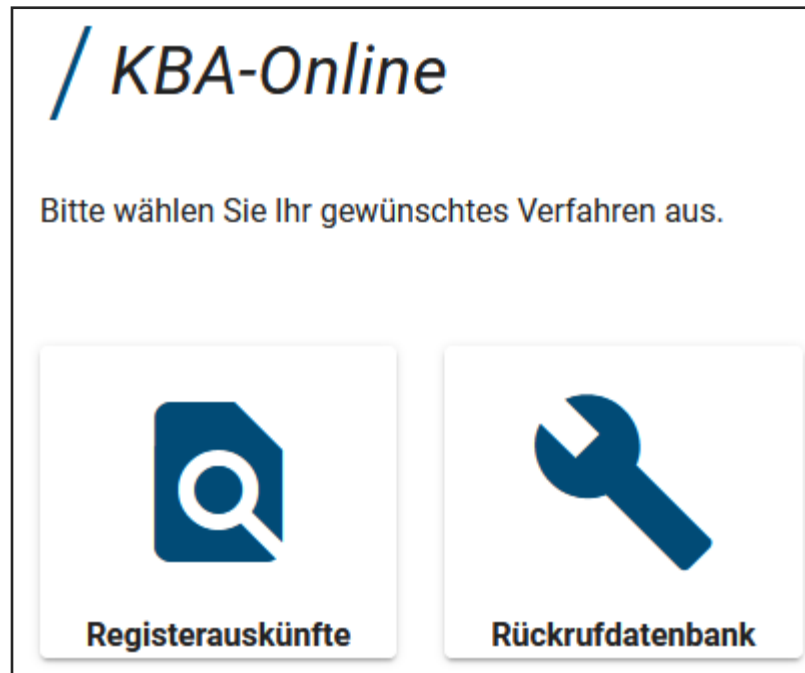 KBA-Online
Bitte wählen Sie Ihr gewünschtes Verfahren aus.
Registerauskünfte
Rückrufdatenbank